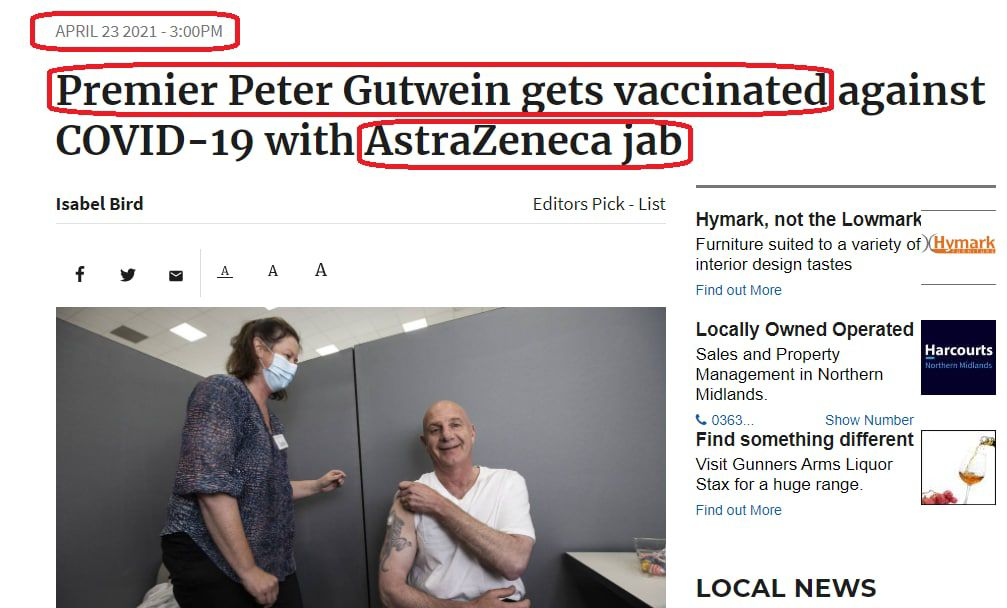 APRIL 23 2021 - 3:00PM
Premier Peter Gutwein gets vaccinated against
COVID-19 with AstraZeneca jab
Isabel Bird
Editors Pick - List
A A A
Hymark, not the Lowmark
Furniture suited to a variety of
interior design tastes
Find out More
Hymark
FURNITURE
Locally Owned Operated
Sales and Property
Management in Northern
Midlands.
0363...
Show Number
Harcourts
Northern Midlands
Find something different
Visit Gunners Arms Liquor
Stax for a huge range.
Find out More
LOCAL NEWS